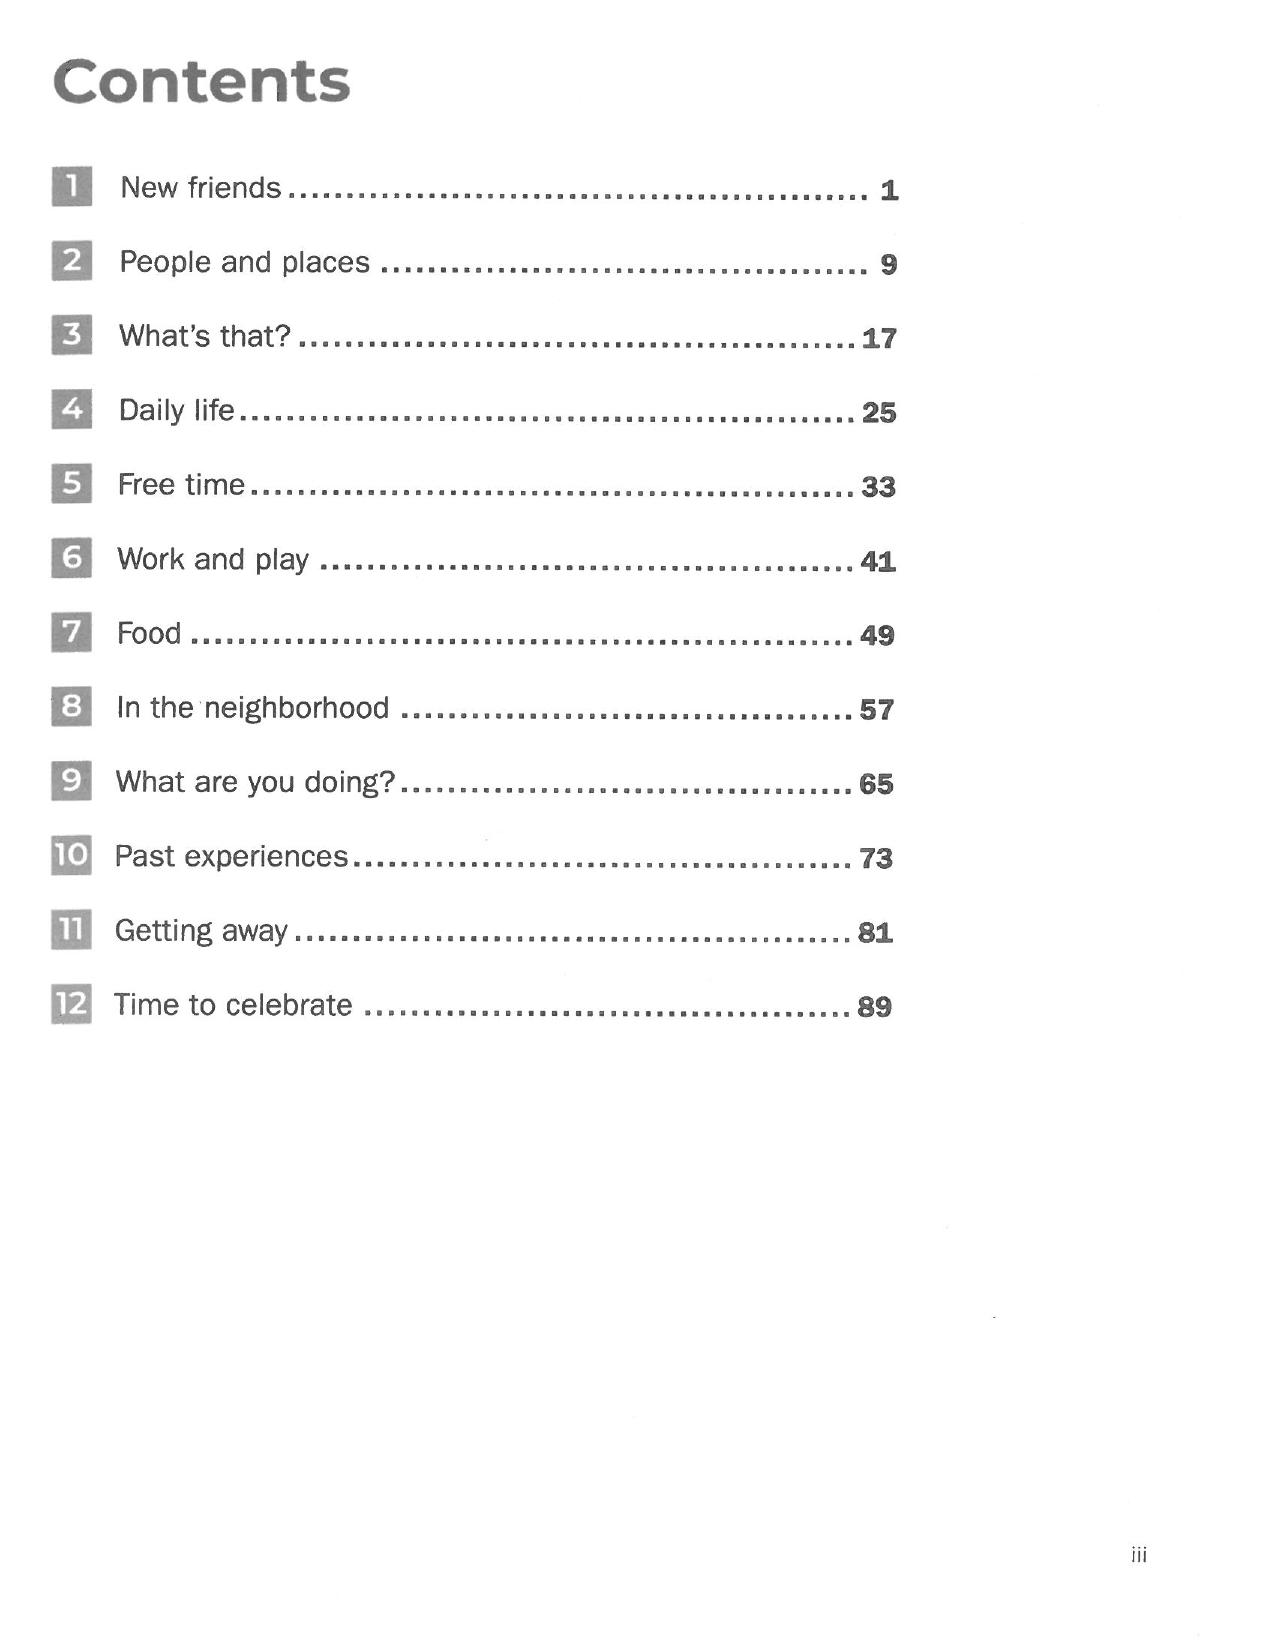 Contents
1 New friends ................................................. 1
2 People and places .......................................... 9
3 What's that? ............................................... 17
4 Daily life .................................................... 25
5 Free time ................................................... 33
6 Work and play .............................................. 41
7 Food ........................................................ 49
8 In the neighborhood ....................................... 57
9 What are you doing? ....................................... 65
10 Past experiences .......................................... 73
11 Getting away ............................................... 81
12 Time to celebrate .......................................... 89
iii